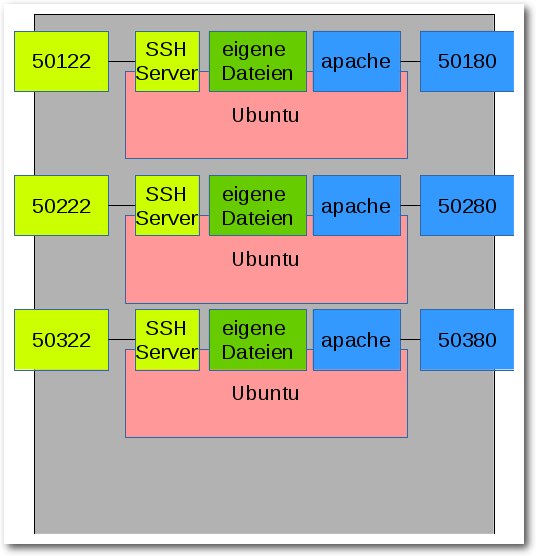 50122
SSH
Server
eigene
Dateien
apache
50180
Ubuntu
50222
SSH
Server
eigene
Dateien
apache
50280
Ubuntu
50322
SSH
Server
eigene
Dateien
apache
50380
Ubuntu